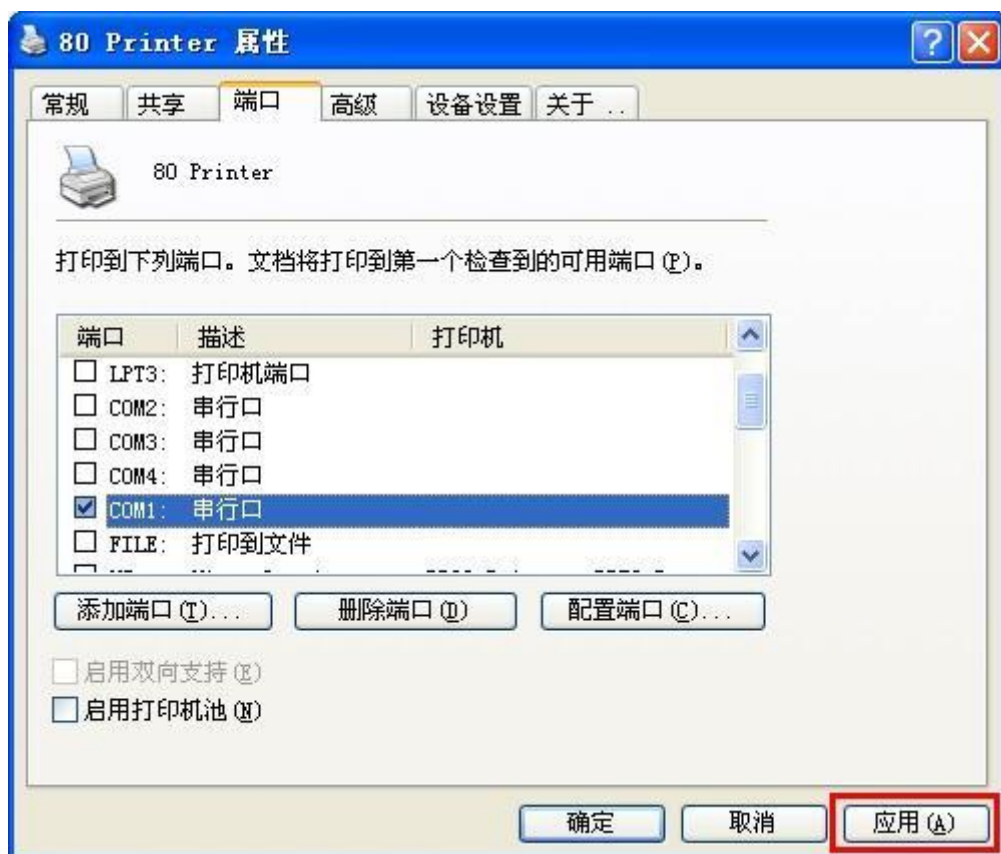 80 Printer 属性
常规 共享 端口 高级 设备设置 关于 ..
80 Printer
打印到下列端口。文档将打印到第一个检查到的可用端口(P)。
端口 描述 打印机
LPT3: 打印机端口
COM2: 串行口
COM3: 串行口
COM4: 串行口
COM1: 串行口
FILE: 打印到文件
添加端口(T)... 删除端口(D) 配置端口(C)...
启用双向支持(E)
启用打印机池(N)
确定 取消 应用(A)